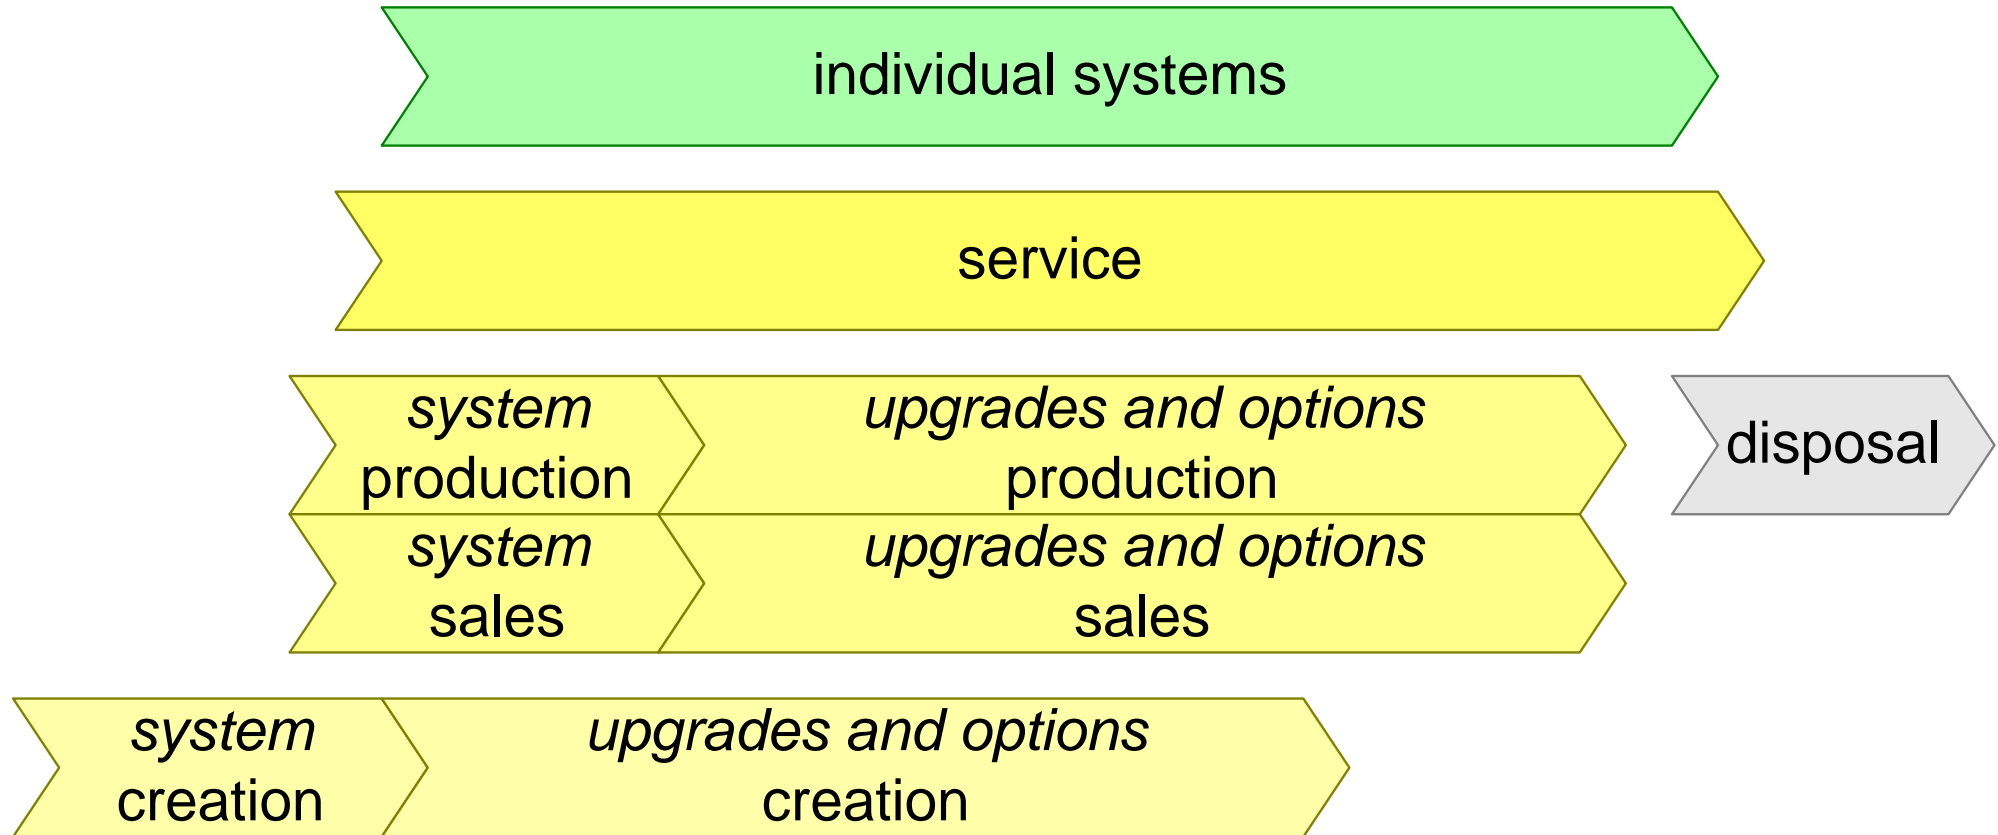 individual systems
service
system
production
upgrades and options
production
disposal
system
sales
upgrades and options
sales
system
creation
upgrades and options
creation